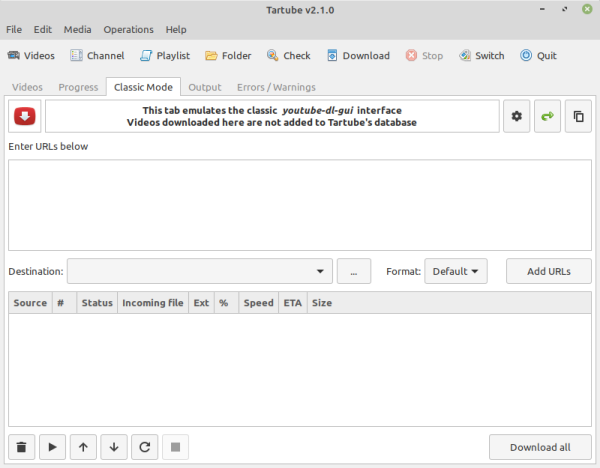 Tartube v2.1.0
File Edit Media Operations Help
Videos Channel Playlist Folder Check Download Stop Switch Quit
Videos Progress Classic Mode Output Errors / Warnings
This tab emulates the classic youtube-dl-gui interface
Videos downloaded here are not added to Tartube's database
Enter URLs below
Destination: ... Format: Default Add URLs
Source # Status Incoming file Ext % Speed ETA Size
Download all